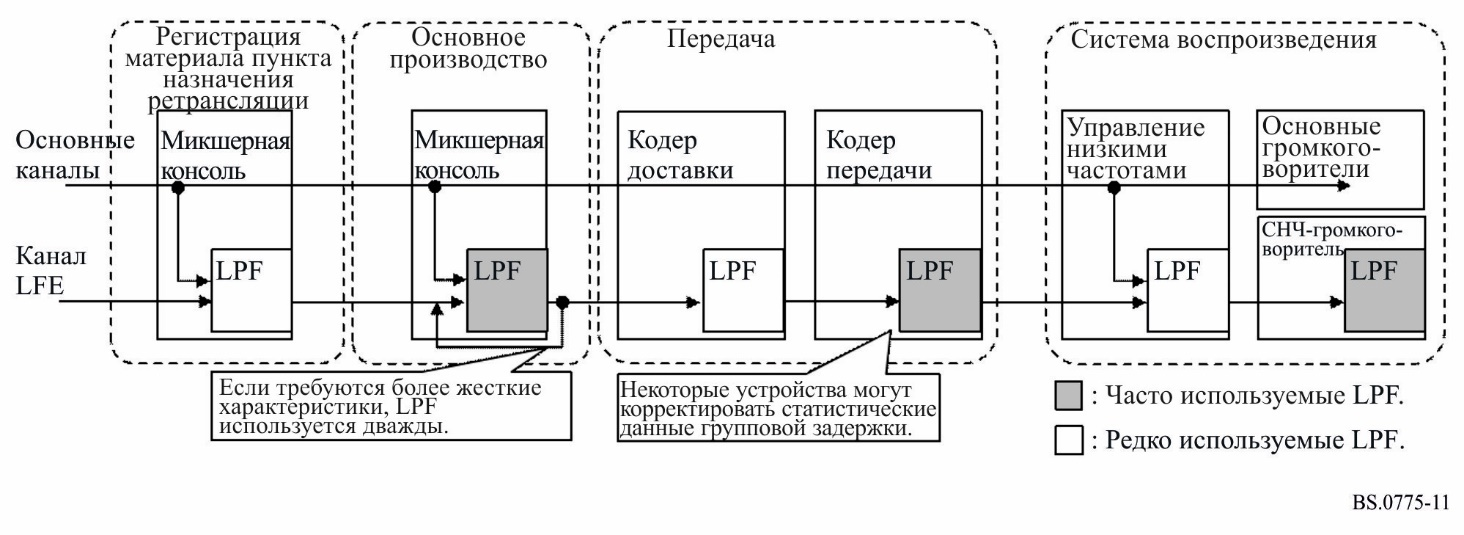 Регистрация
материала пункта
назначения
ретрансляции
Основное
производство
Передача
Система воспроизведения
Основные
каналы
Микшерная
консоль
Микшерная
консоль
Кодер
доставки
Кодер
передачи
Управление
низкими
частотами
Основные
громкого-
ворители
Канал
LFE
LPF
LPF
LPF
LPF
LPF
СНЧ-громкого-
воритель
LPF
Если требуются более жесткие
характеристики, LPF
используется дважды.
Некоторые устройства могут
корректировать статистические
данные групповой задержки.
: Часто используемые LPF.
: Редко используемые LPF.
BS.0775-11